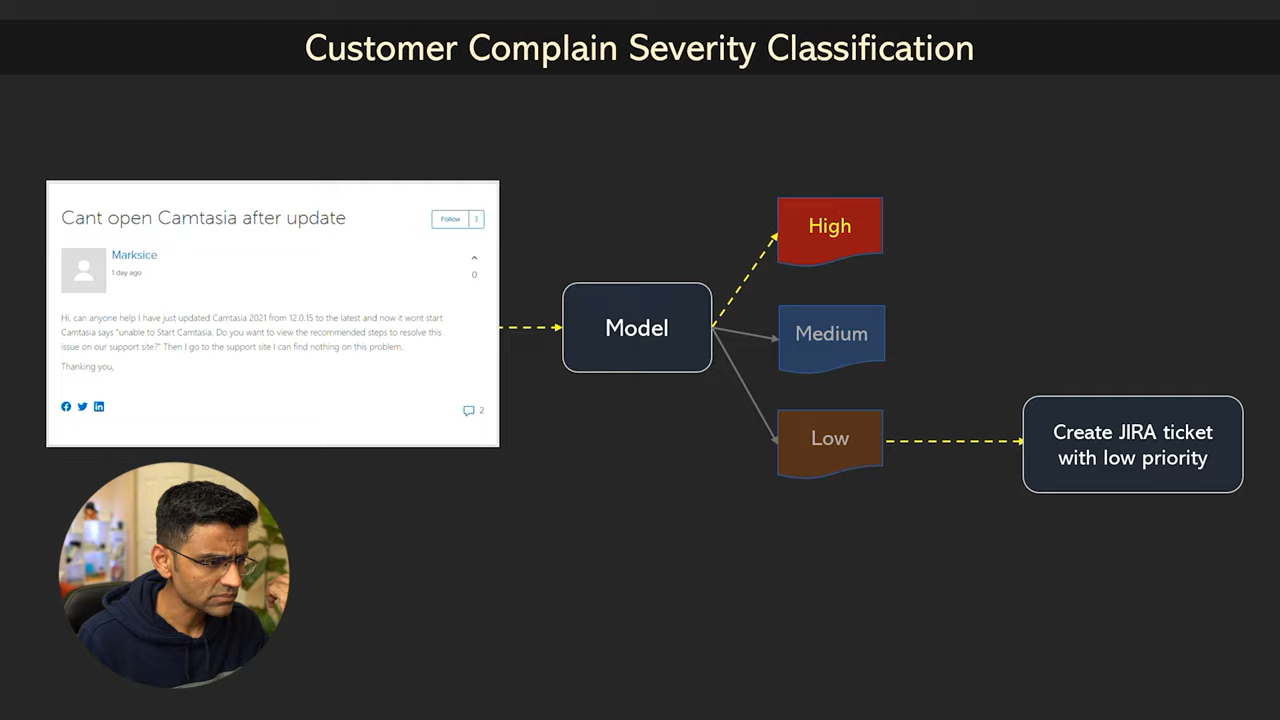 Customer Complain Severity Classification
Cant open Camtasia after update
Follow 3
Marksice
1 day ago
0
Hi, can anyone help I have just updated Camtasia 2021 from 12.0.15 to the latest and now it wont start
Camtasia says "unable to Start Camtasia. Do you want to view the recommended steps to resolve this
issue on our support site?" Then I go to the support site I can find nothing on this problem.
Thanking you,
2
Model
High
Medium
Low
Create JIRA ticket
with low priority